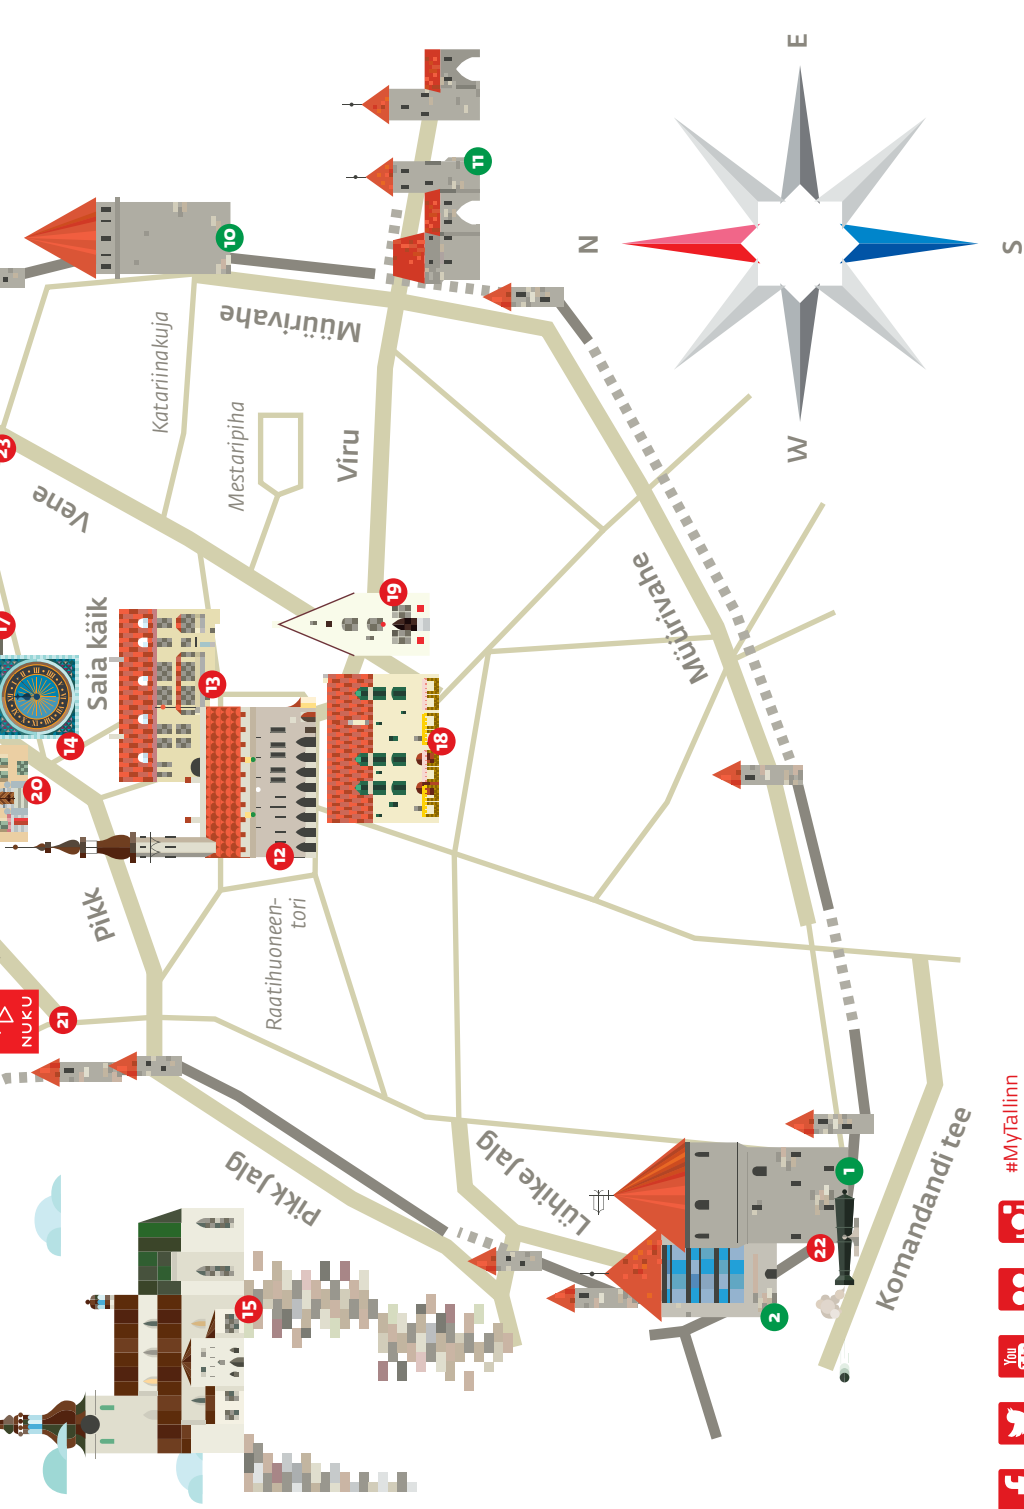 E
N
S
W
10
11
Müürivahe
Katariinakuja
Mestaripiha
Viru
23
Vene
17
Saia käik
19
13
14
18
20
12
Pikk
Raatihuoneen-
tori
Müürivahe
NUKU
21
Pikk Jalg
Lühike Jalg
1
22
2
15
Komandandi tee
#MyTallinn
You